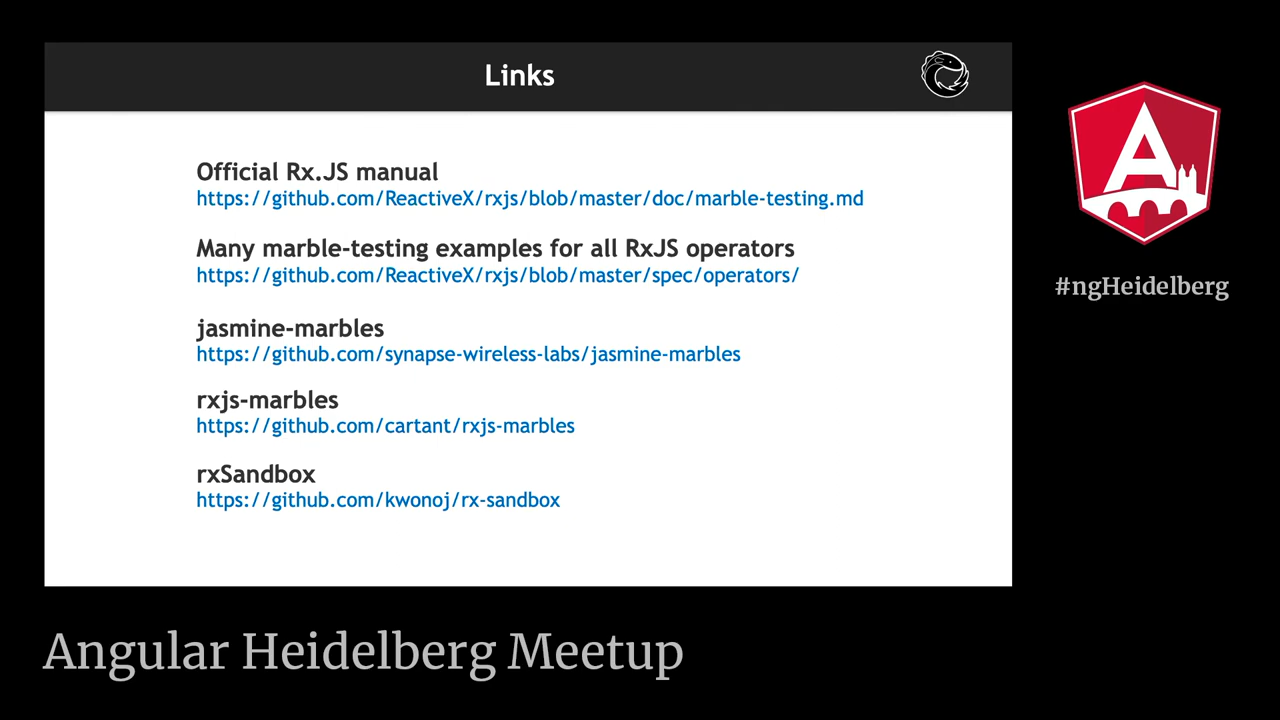 Links
Official Rx.JS manual
https://github.com/ReactiveX/rxjs/blob/master/doc/marble-testing.md
Many marble-testing examples for all RxJS operators
https://github.com/ReactiveX/rxjs/blob/master/spec/operators/
jasmine-marbles
https://github.com/synapse-wireless-labs/jasmine-marbles
rxjs-marbles
https://github.com/cartant/rxjs-marbles
rxSandbox
https://github.com/kwonoj/rx-sandbox
A
#ngHeidelberg
Angular Heidelberg Meetup